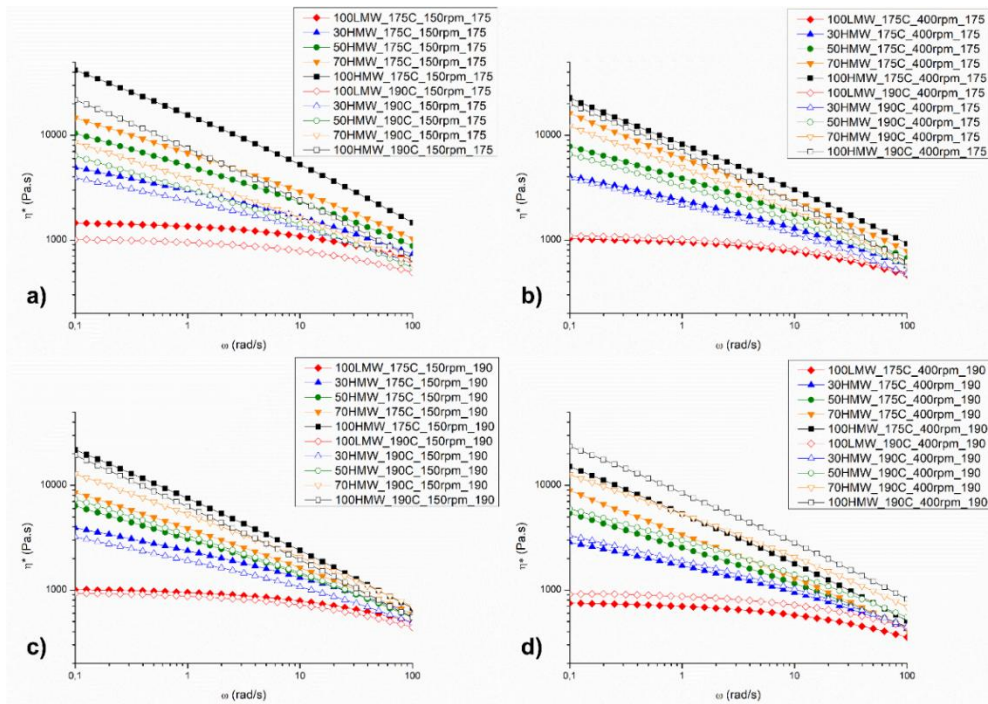 a)
100LMW_175C_150rpm_175
30HMW_175C_150rpm_175
50HMW_175C_150rpm_175
70HMW_175C_150rpm_175
100HMW_175C_150rpm_175
100LMW_190C_150rpm_175
30HMW_190C_150rpm_175
50HMW_190C_150rpm_175
70HMW_190C_150rpm_175
100HMW_190C_150rpm_175
η* (Pa.s)
10000
1000
0,1
1
10
100
ω (rad/s)
b)
100LMW_175C_400rpm_175
30HMW_175C_400rpm_175
50HMW_175C_400rpm_175
70HMW_175C_400rpm_175
100HMW_175C_400rpm_175
100LMW_190C_400rpm_175
30HMW_190C_400rpm_175
50HMW_190C_400rpm_175
70HMW_190C_400rpm_175
100HMW_190C_400rpm_175
η* (Pa.s)
10000
1000
0,1
1
10
100
ω (rad/s)
c)
100LMW_175C_150rpm_190
30HMW_175C_150rpm_190
50HMW_175C_150rpm_190
70HMW_175C_150rpm_190
100HMW_175C_150rpm_190
100LMW_190C_150rpm_190
30HMW_190C_150rpm_190
50HMW_190C_150rpm_190
70HMW_190C_150rpm_190
100HMW_190C_150rpm_190
η* (Pa.s)
10000
1000
0,1
1
10
100
ω (rad/s)
d)
100LMW_175C_400rpm_190
30HMW_175C_400rpm_190
50HMW_175C_400rpm_190
70HMW_175C_400rpm_190
100HMW_175C_400rpm_190
100LMW_190C_400rpm_190
30HMW_190C_400rpm_190
50HMW_190C_400rpm_190
70HMW_190C_400rpm_190
100HMW_190C_400rpm_190
η* (Pa.s)
10000
1000
0,1
1
10
100
ω (rad/s)